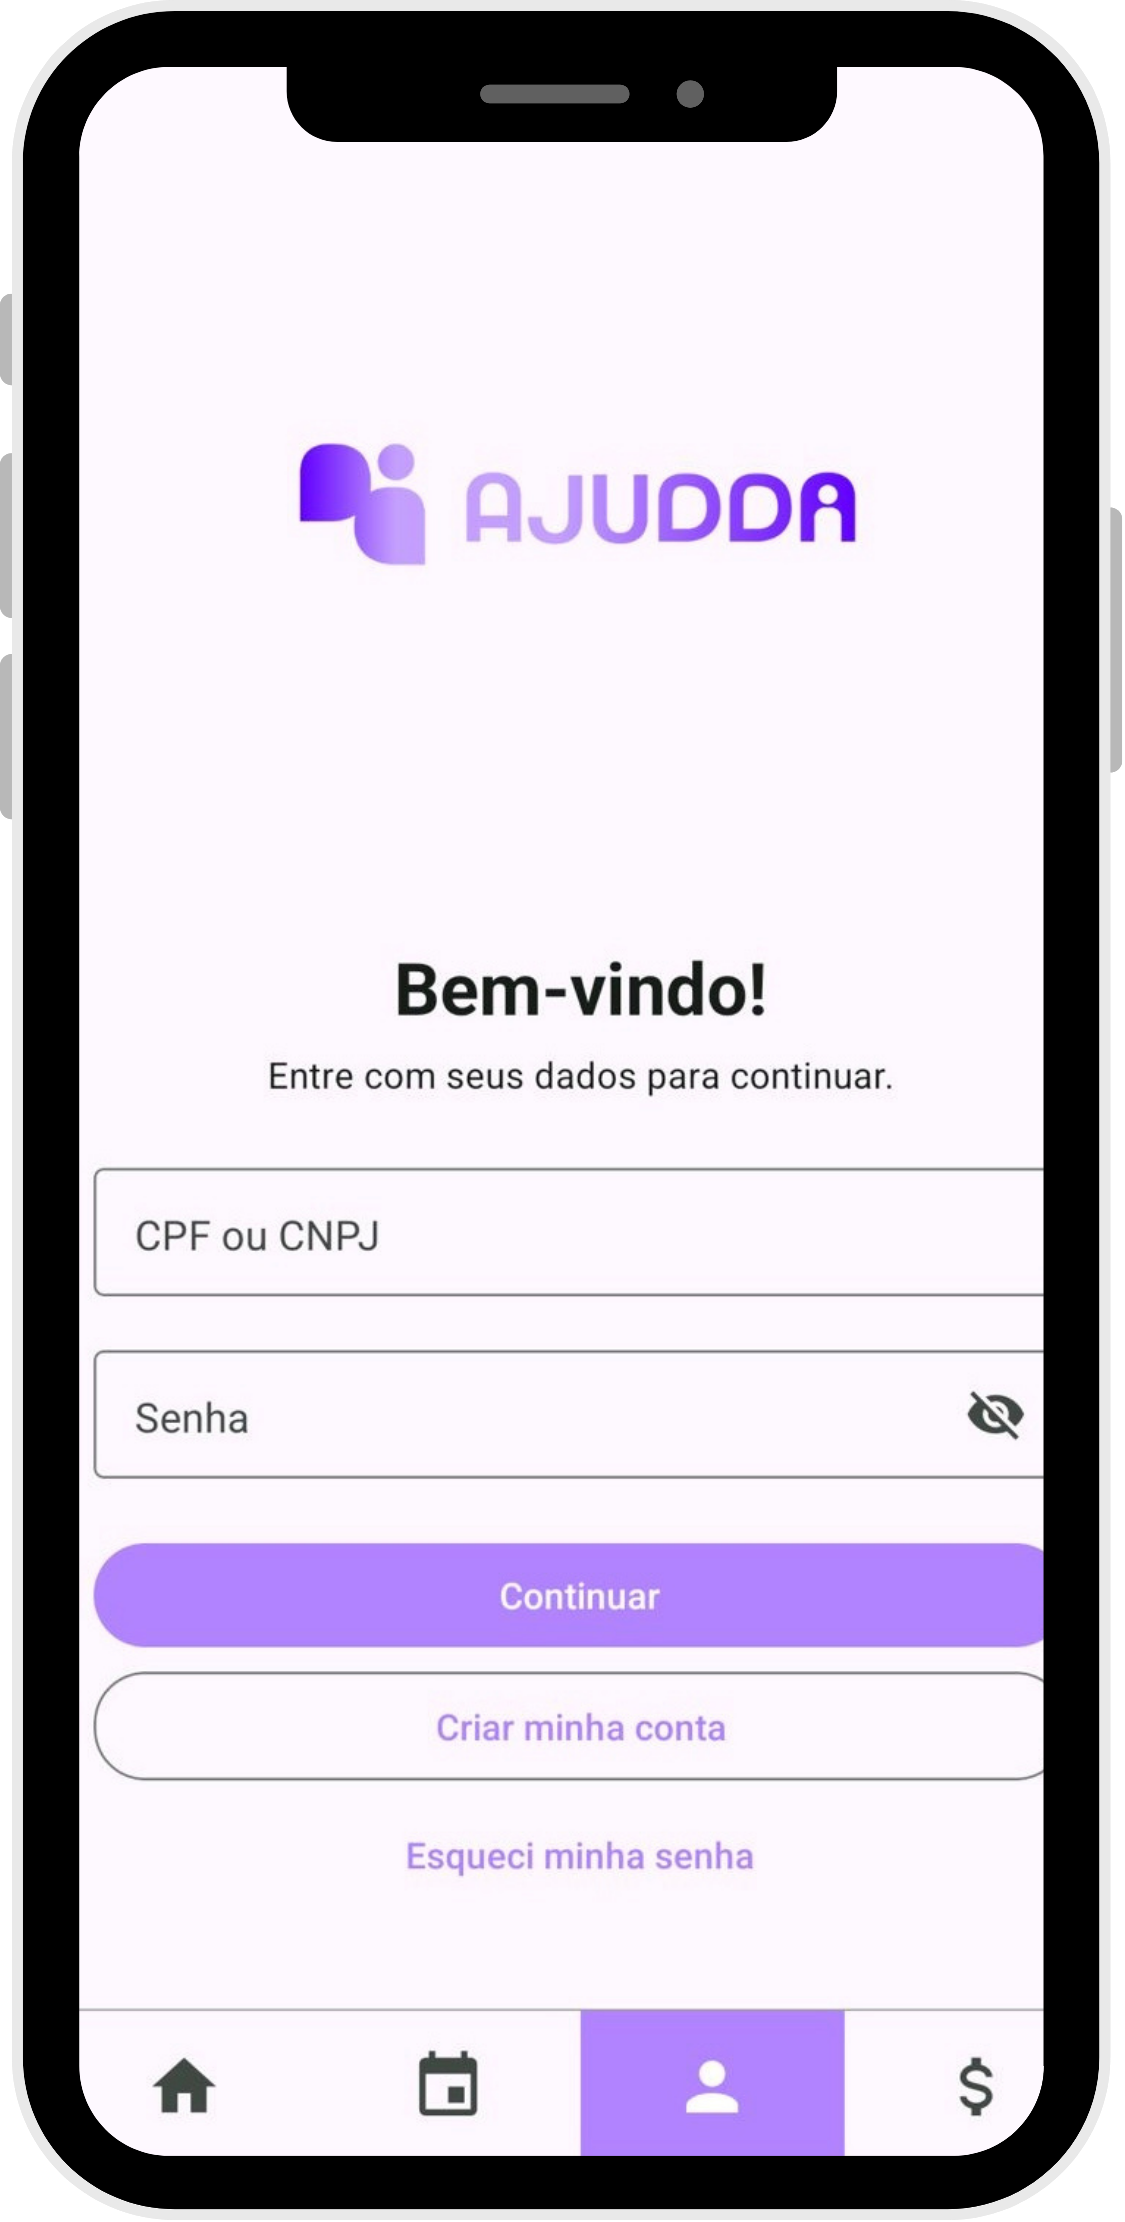 AJUDDA
Bem-vindo!
Entre com seus dados para continuar.
CPF ou CNPJ
Senha
Continuar
Criar minha conta
Esqueci minha senha